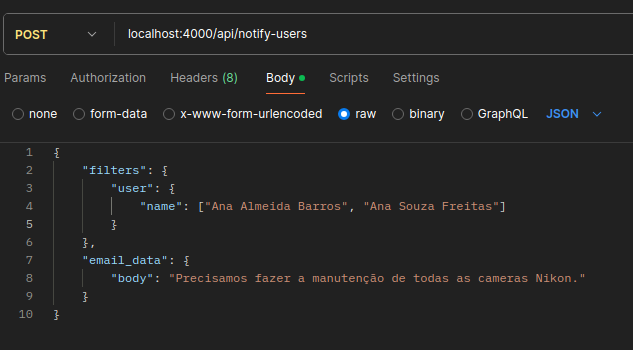 POST localhost:4000/api/notify-users
Params Authorization Headers (8) Body Scripts Settings
none form-data x-www-form-urlencoded raw binary GraphQL JSON
1 {
2 "filters": {
3 "user": {
4 "name": ["Ana Almeida Barros", "Ana Souza Freitas"]
5 }
6 },
7 "email_data": {
8 "body": "Precisamos fazer a manutenção de todas as cameras Nikon."
9 }
10 }